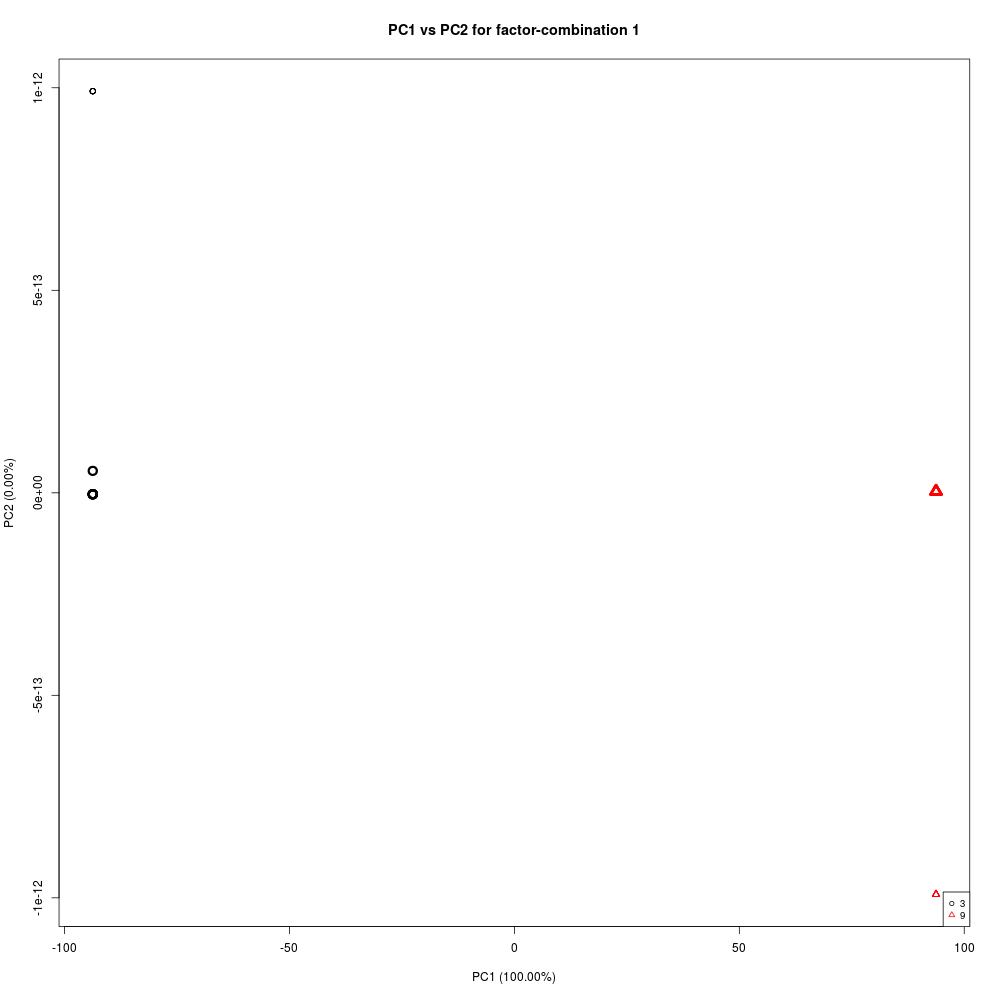 PC1 vs PC2 for factor-combination 1
1e-12
5e-13
0e+00
-5e-13
-1e-12
PC2 (0.00%)
3
9
-100
-50
0
50
100
PC1 (100.00%)